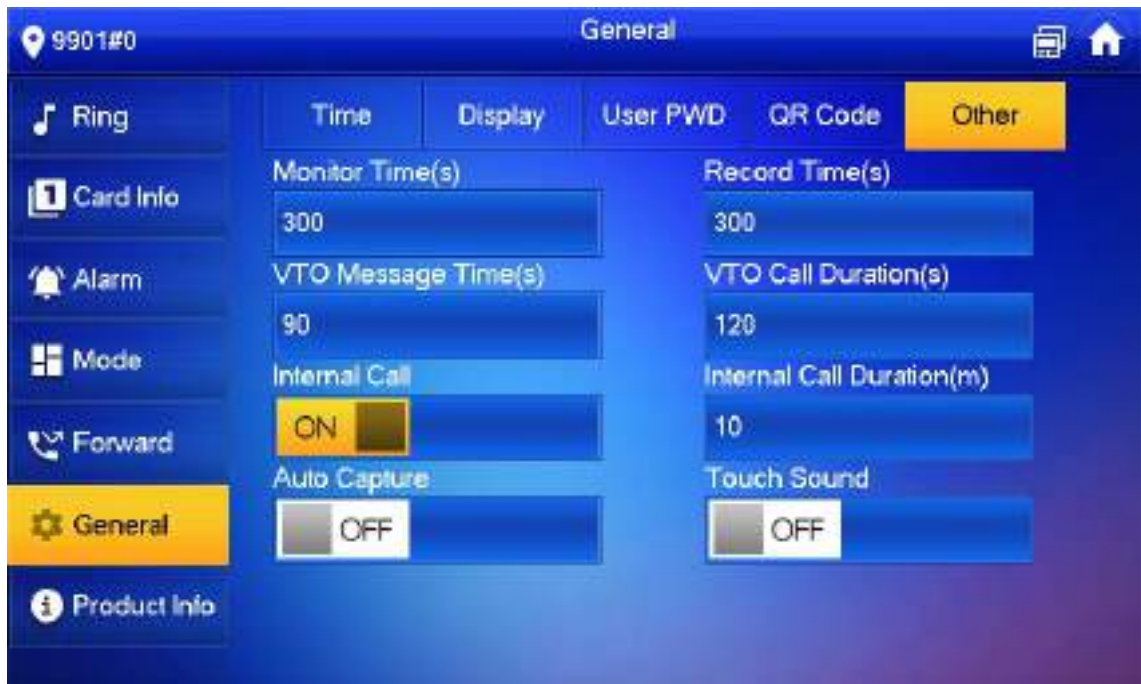 9901#0
General
Ring
Card Info
Alarm
Mode
Forward
General
Product Info
Time Display User PWD QR Code Other
Monitor Time(s) Record Time(s)
300 300
VTO Message Time(s) VTO Call Duration(s)
90 120
Internal Call Internal Call Duration(m)
ON 10
Auto Capture Touch Sound
OFF OFF